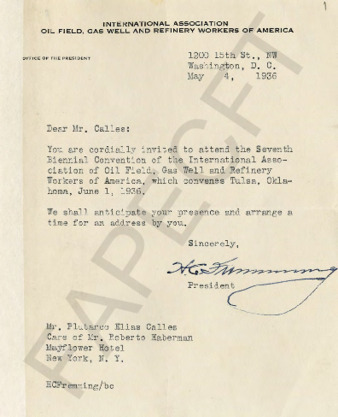 1
INTERNATIONAL ASSOCIATION
OIL FIELD, GAS WELL AND REFINERY WORKERS OF AMERICA
OFFICE OF THE PRESIDENT
1200 15th St., NW
Washington, D. C.
May 4, 1936
Dear Mr. Calles:
You are cordially invited to attend the Seventh
Biennial Convention of the International Asso-
ciation of Oil Field, Gas Well and Refinery
Workers of America, which convenes Tulsa, Okla-
homa, June 1, 1936.
We shall anticipate your presence and arrange a
time for an address by you.
Sincerely,
H.C. Fremming
President
Mr. Plutarco Elias Calles
Care of Mr. Roberto Haberman
Mayflower Hotel
New York, N. Y.
HCFremming/bc
FAPECFT